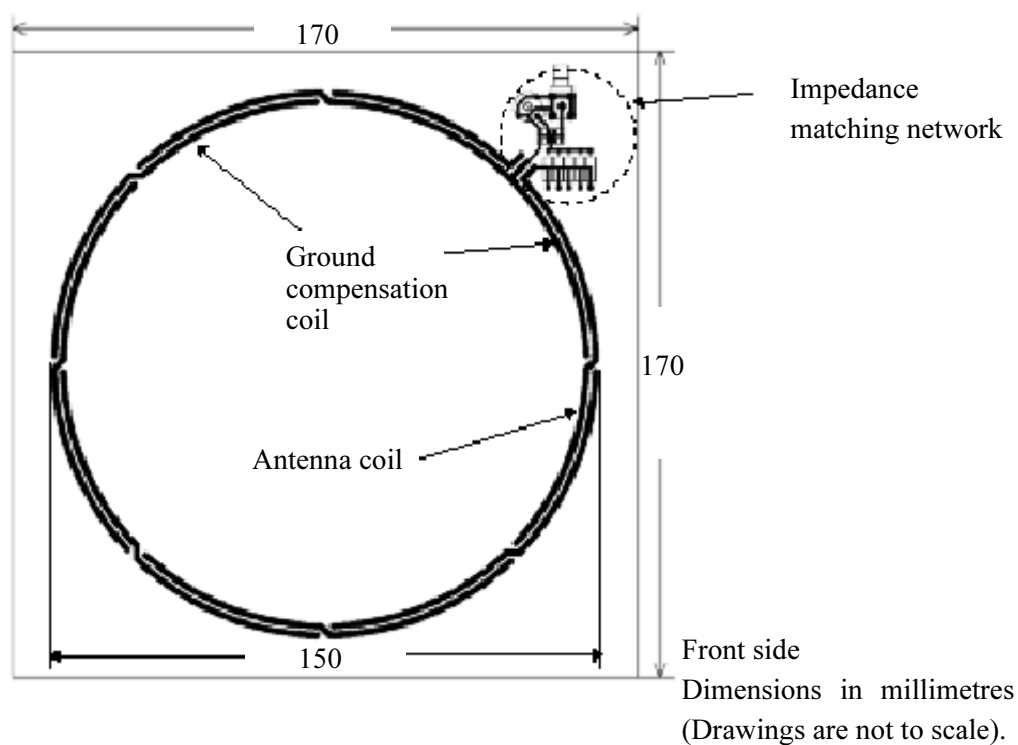 170
Impedance
matching network
Ground
compensation
coil
170
Antenna coil
150
Front side
Dimensions in millimetres
(Drawings are not to scale).